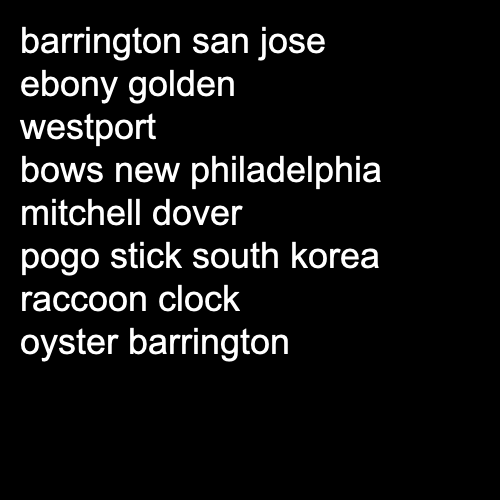 barrington san jose
ebony golden
westport
bows new philadelphia
mitchell dover
pogo stick south korea
raccoon clock
oyster barrington